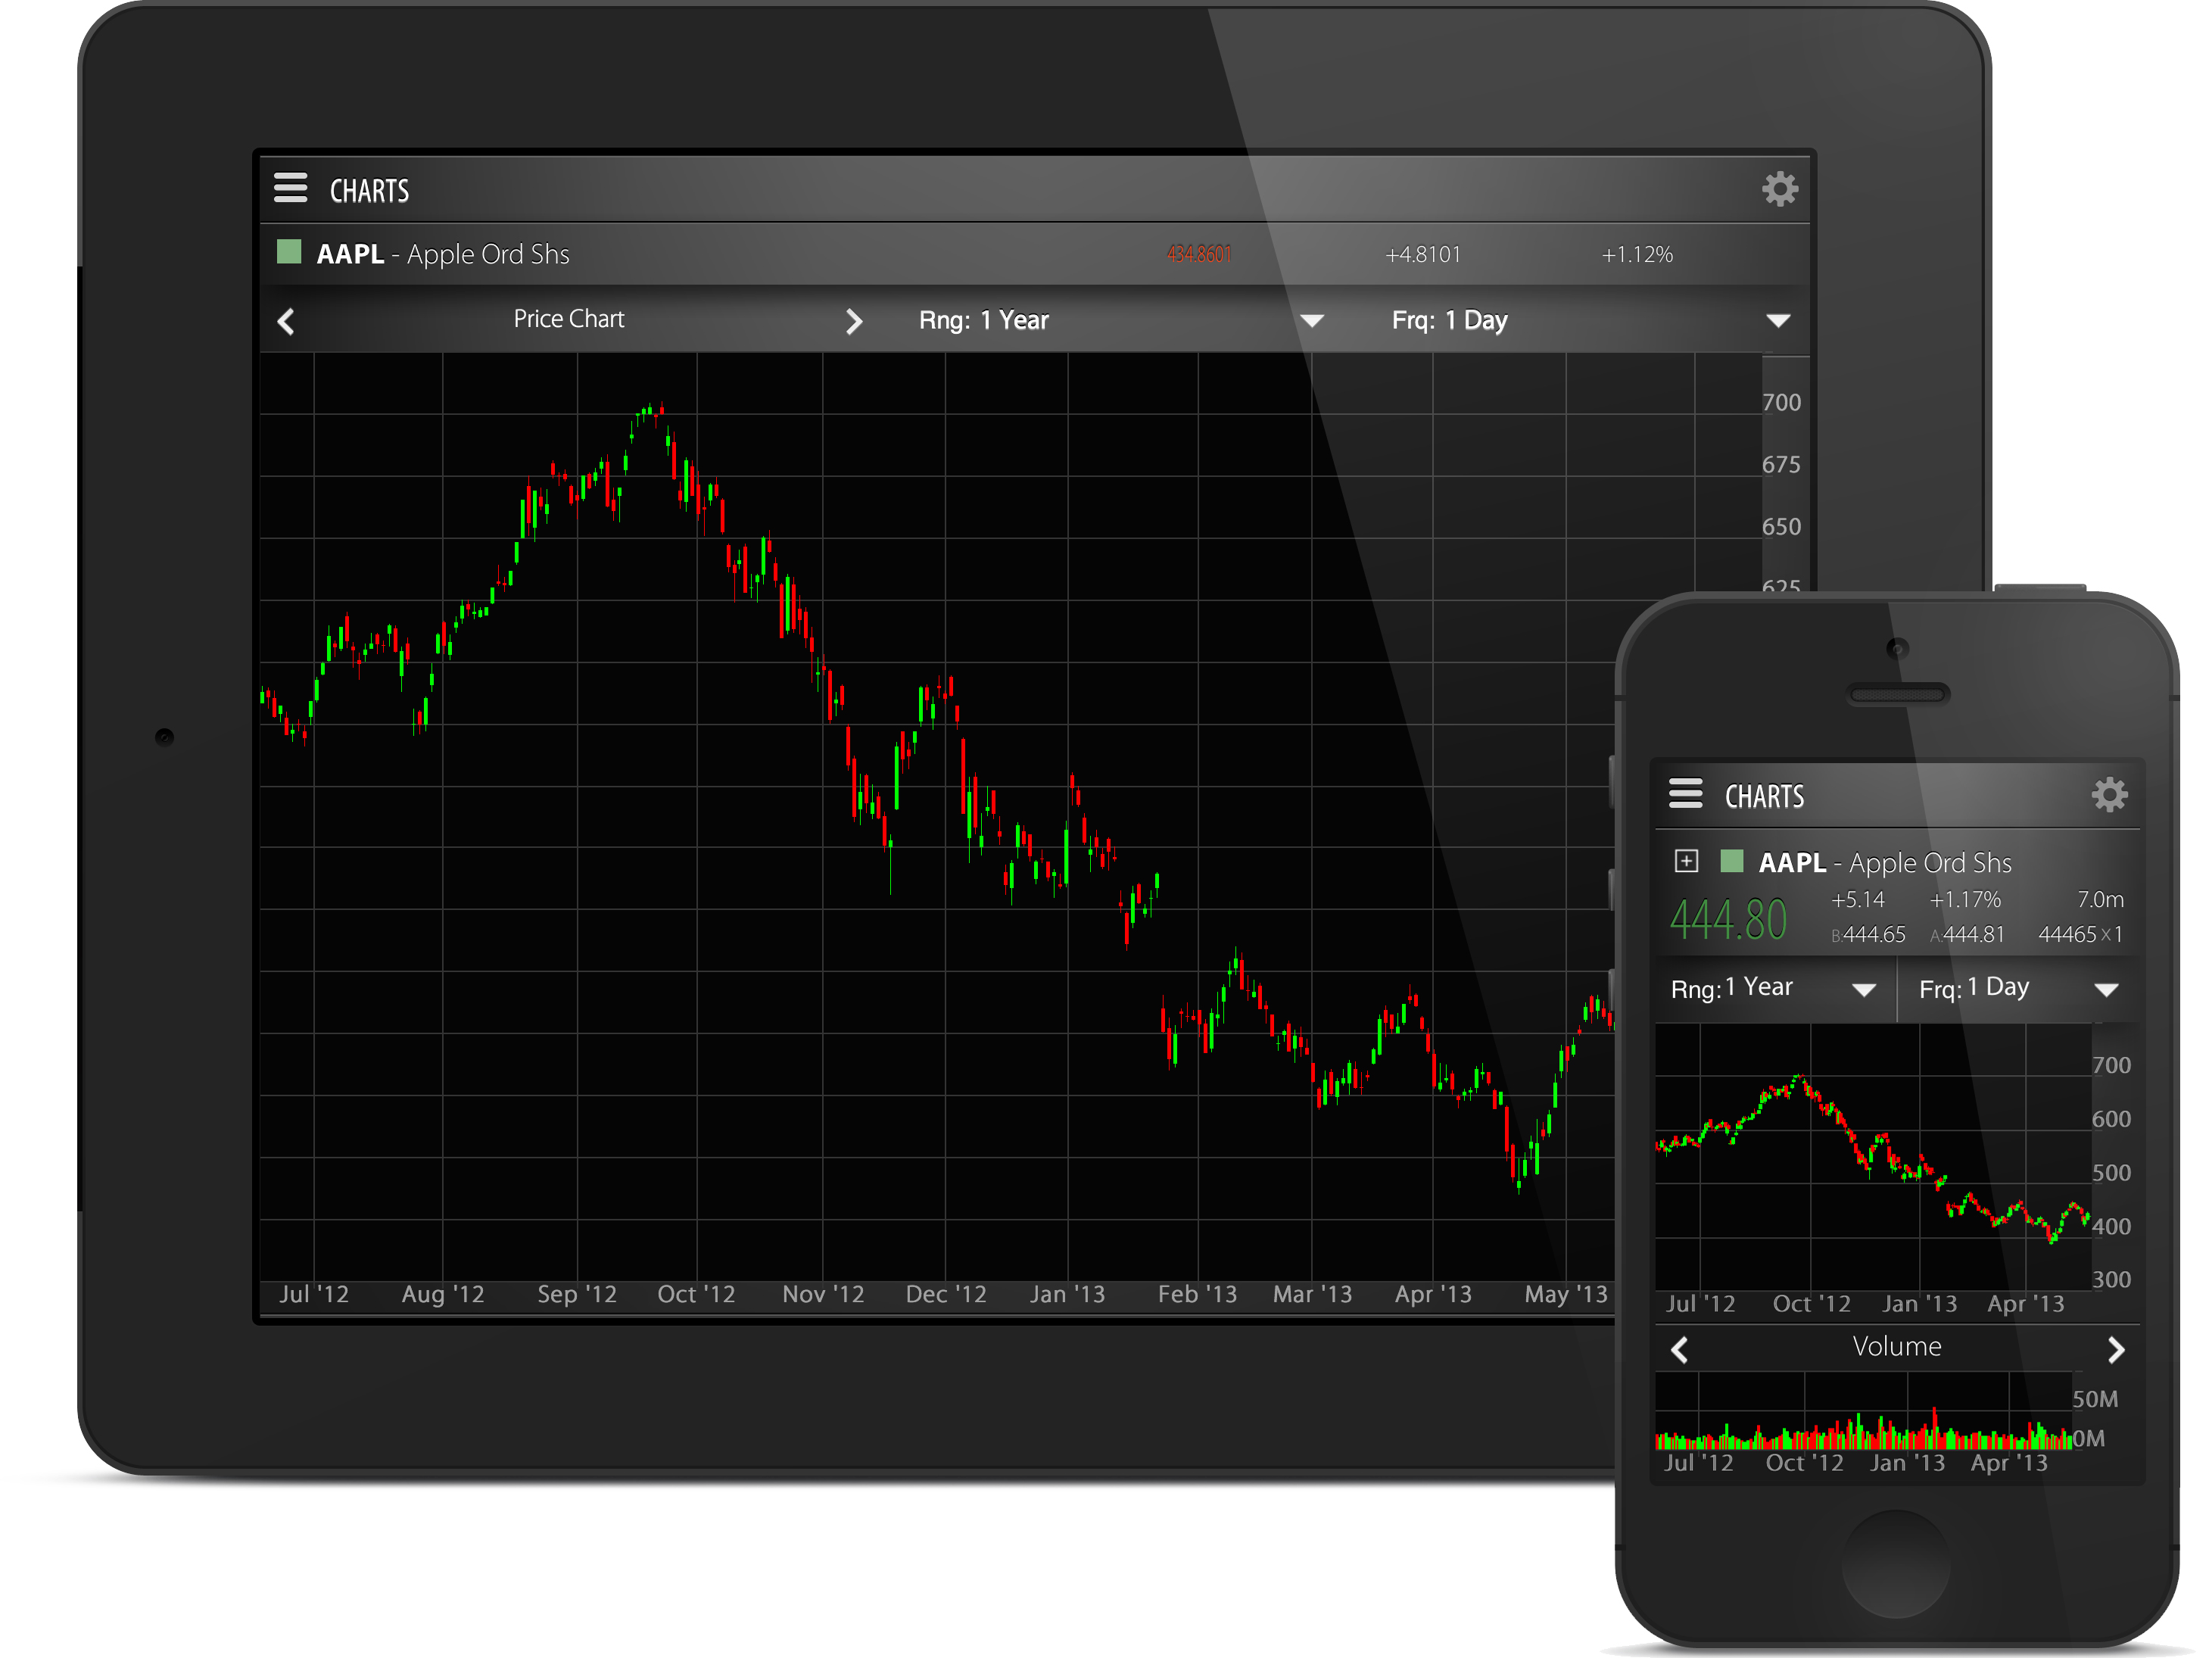 CHARTS
AAPL - Apple Ord Shs 434.8601 +4.8101 +1.12%
Price Chart Rng: 1 Year Frq: 1 Day
700
675
650
625
Jul '12 Aug '12 Sep '12 Oct '12 Nov '12 Dec '12 Jan '13 Feb '13 Mar '13 Apr '13 May '13
CHARTS
AAPL - Apple Ord Shs
444.80 +5.14 +1.17% 7.0m
B:444.65 A:444.81 44465 x 1
Rng: 1 Year Frq: 1 Day
700
600
500
400
300
Jul '12 Oct '12 Jan '13 Apr '13
Volume
50M
0M
Jul '12 Oct '12 Jan '13 Apr '13